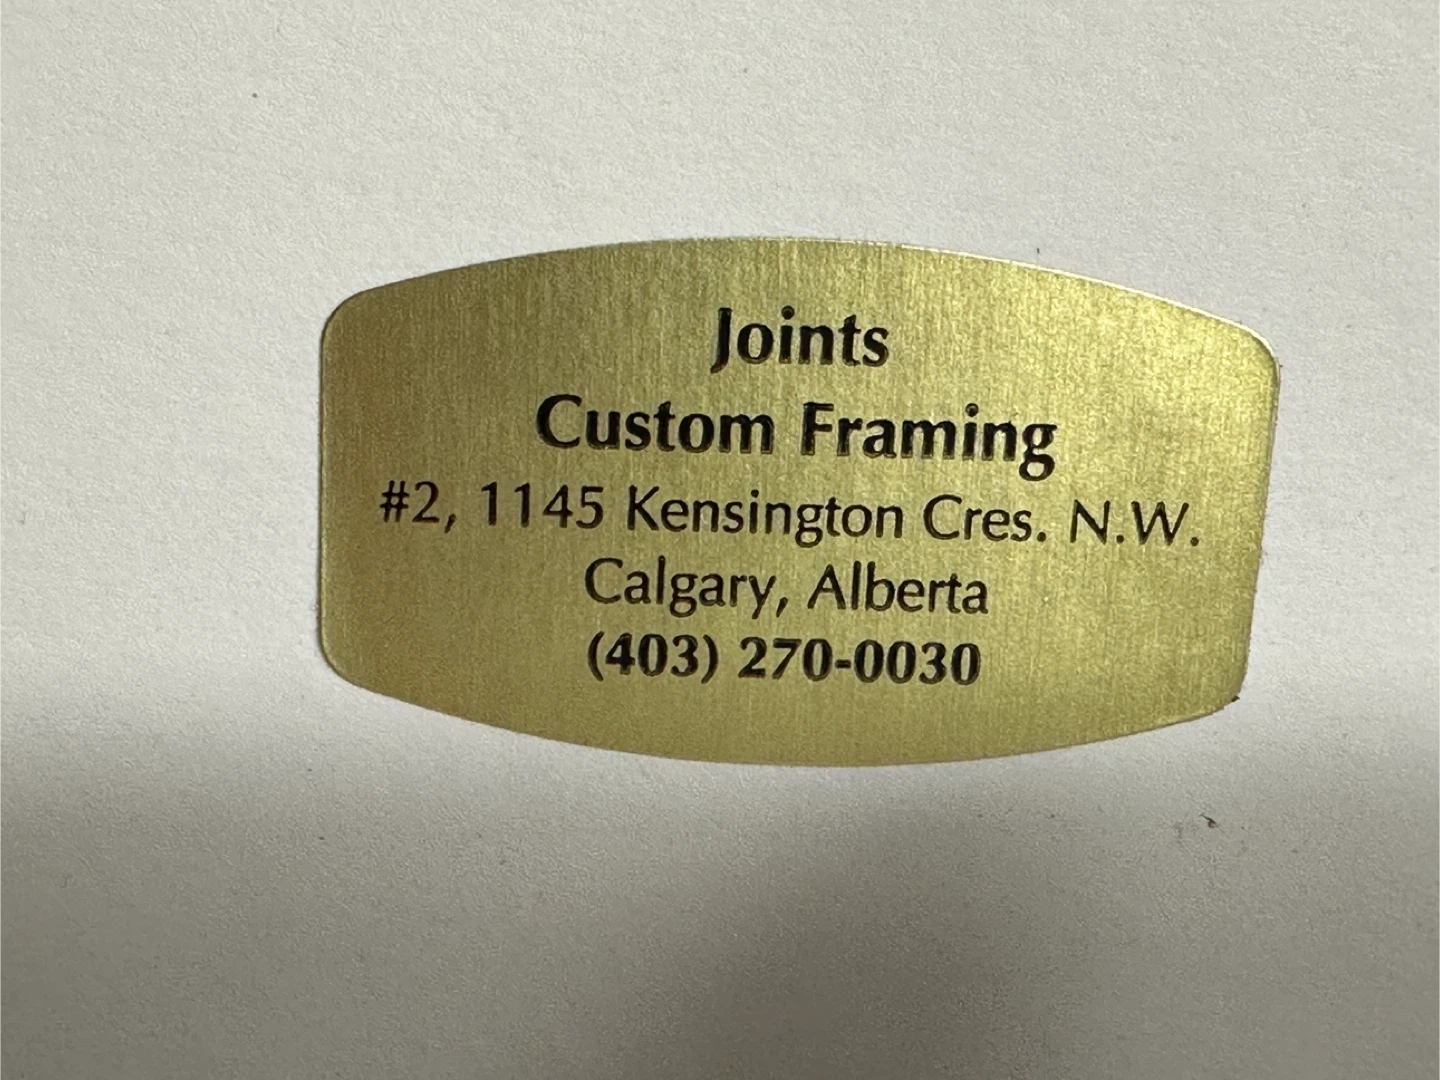 Joints
Custom Framing
#2, 1145 Kensington Cres. N.W.
Calgary, Alberta
(403) 270-0030